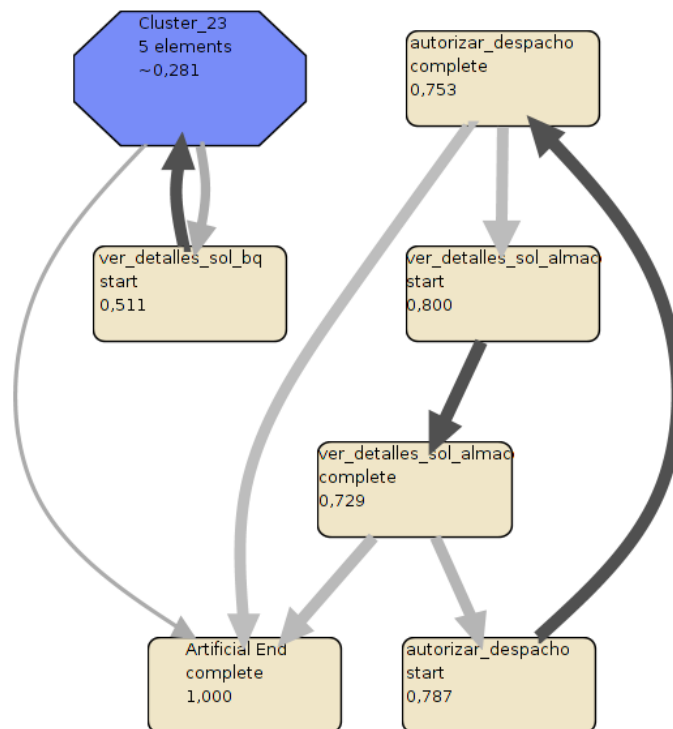 Cluster_23
5 elements
~0,281
autorizar_despacho
complete
0,753
ver_detalles_sol_bq
start
0,511
ver_detalles_sol_almac
start
0,800
ver_detalles_sol_almac
complete
0,729
Artificial End
complete
1,000
autorizar_despacho
start
0,787